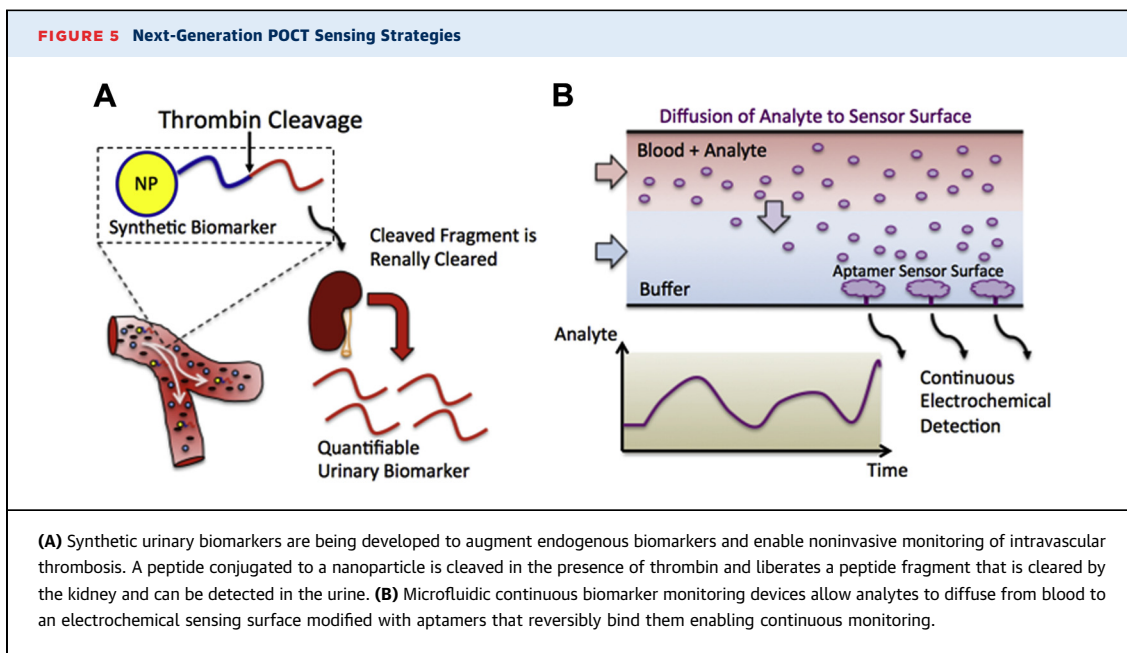 FIGURE 5 Next-Generation POCT Sensing Strategies
A
Thrombin Cleavage
NP
Synthetic Biomarker
Cleaved Fragment is
Renally Cleared
Quantifiable
Urinary Biomarker
B
Diffusion of Analyte to Sensor Surface
Blood + Analyte
Aptamer Sensor Surface
Buffer
Analyte
Continuous
Electrochemical
Detection
Time
(A) Synthetic urinary biomarkers are being developed to augment endogenous biomarkers and enable noninvasive monitoring of intravascular
thrombosis. A peptide conjugated to a nanoparticle is cleaved in the presence of thrombin and liberates a peptide fragment that is cleared by
the kidney and can be detected in the urine. (B) Microfluidic continuous biomarker monitoring devices allow analytes to diffuse from blood to
an electrochemical sensing surface modified with aptamers that reversibly bind them enabling continuous monitoring.